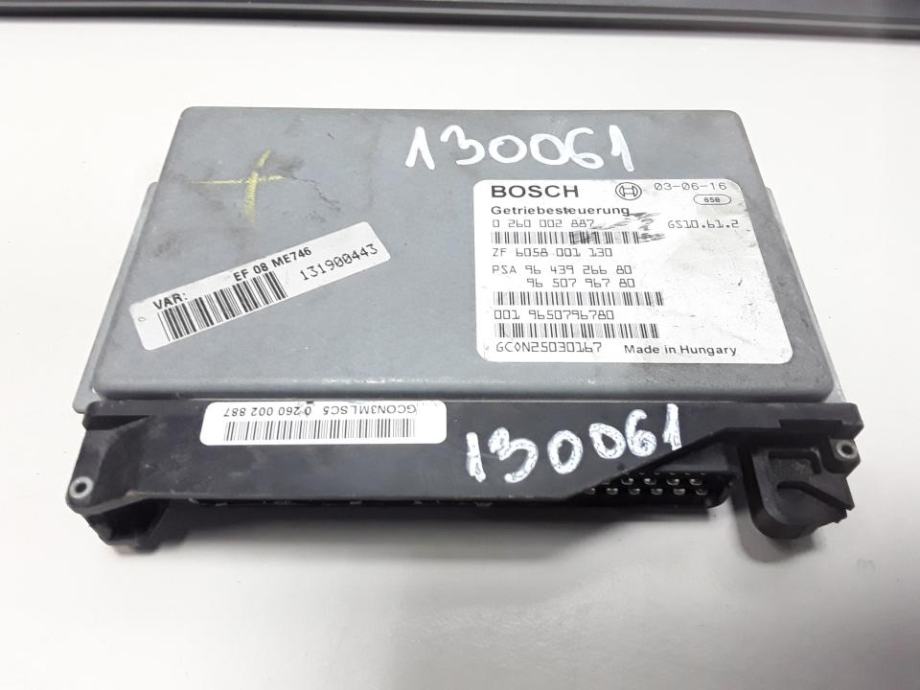 130061
BOSCH 03-06-16
Getriebesteuerung 850
0 260 002 887 GS10.61.2
ZF 6058 001 130
PSA 96 439 266 80
96 507 967 80
001 9650796780
GC0N25030167 Made in Hungary
VAR: EF 08 ME746
131900443
GCON3MLSC5 0 260 002 887
130061